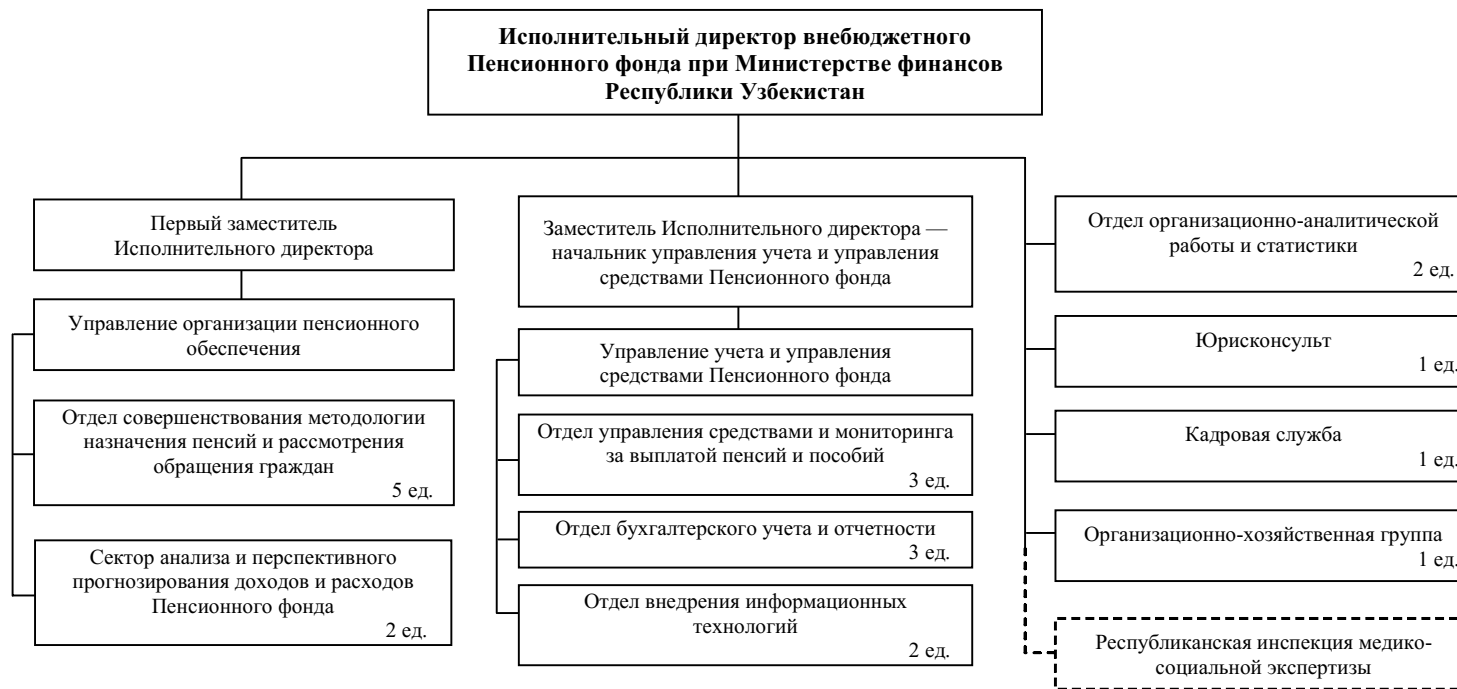 Исполнительный директор внебюджетного
Пенсионного фонда при Министерстве финансов
Республики Узбекистан
Первый заместитель
Исполнительного директора
Управление организации пенсионного
обеспечения
Отдел совершенствования методологии
назначения пенсий и рассмотрения
обращения граждан
5 ед.
Сектор анализа и перспективного
прогнозирования доходов и расходов
Пенсионного фонда
2 ед.
Заместитель Исполнительного директора —
начальник управления учета и управления
средствами Пенсионного фонда
Управление учета и управления
средствами Пенсионного фонда
Отдел управления средствами и мониторинга
за выплатой пенсий и пособий
3 ед.
Отдел бухгалтерского учета и отчетности
3 ед.
Отдел внедрения информационных
технологий
2 ед.
Отдел организационно-аналитической
работы и статистики
2 ед.
Юрисконсульт
1 ед.
Кадровая служба
1 ед.
Организационно-хозяйственная группа
1 ед.
Республиканская инспекция медико-
социальной экспертизы